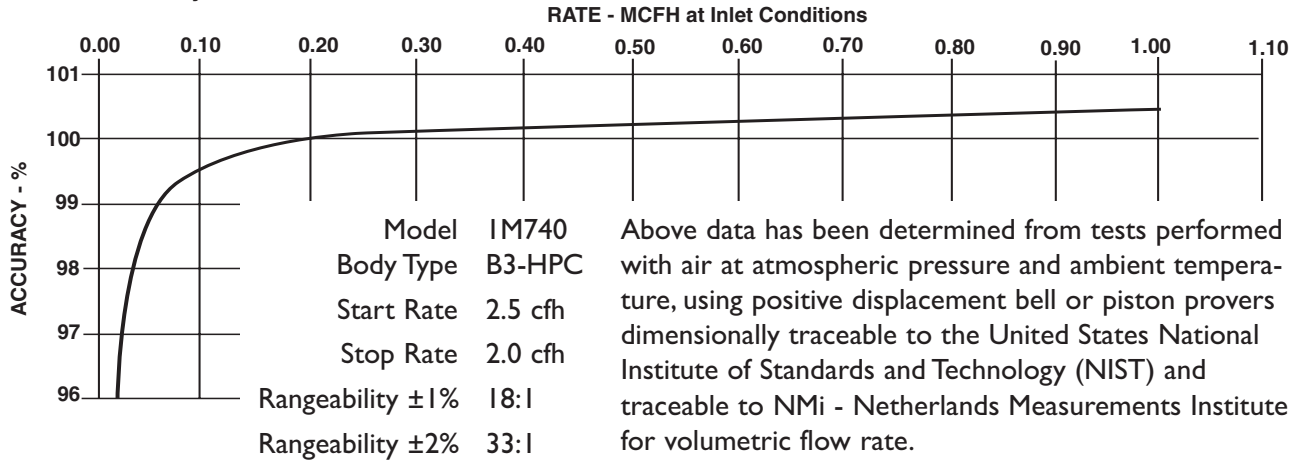 RATE - MCFH at Inlet Conditions
0.00 0.10 0.20 0.30 0.40 0.50 0.60 0.70 0.80 0.90 1.00 1.10
101
100
99
98
97
96
ACCURACY - %
Model 1M740
Body Type B3-HPC
Start Rate 2.5 cfh
Stop Rate 2.0 cfh
Rangeability ±1% 18:1
Rangeability ±2% 33:1
Above data has been determined from tests performed
with air at atmospheric pressure and ambient tempera-
ture, using positive displacement bell or piston provers
dimensionally traceable to the United States National
Institute of Standards and Technology (NIST) and
traceable to NMi - Netherlands Measurements Institute
for volumetric flow rate.